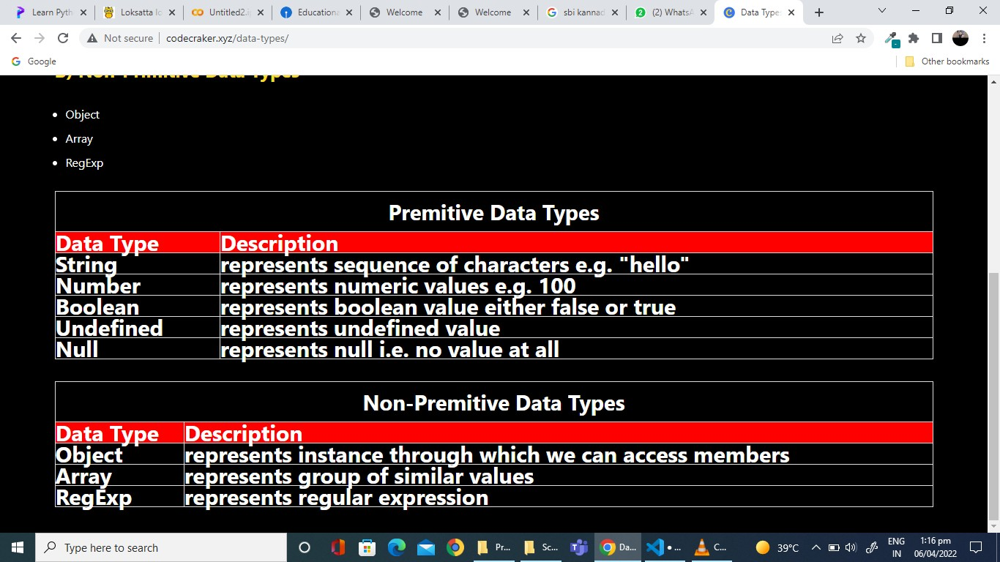 Learn Pyth
Loksatta lo
Untitled2.i
Educationa
Welcome
Welcome
sbi kannad
(2) WhatsA
Data Types
Not secure
codecraker.xyz/data-types/
Google
Other bookmarks
B) Non-Primitive Data Types
Object
Array
RegExp
Premitive Data Types
Data Type Description
String represents sequence of characters e.g. "hello"
Number represents numeric values e.g. 100
Boolean represents boolean value either false or true
Undefined represents undefined value
Null represents null i.e. no value at all
Non-Premitive Data Types
Data Type Description
Object represents instance through which we can access members
Array represents group of similar values
RegExp represents regular expression
Type here to search
Pr...
Sc...
Da...
...
C...
39°C
ENG
IN
1:16 pm
06/04/2022